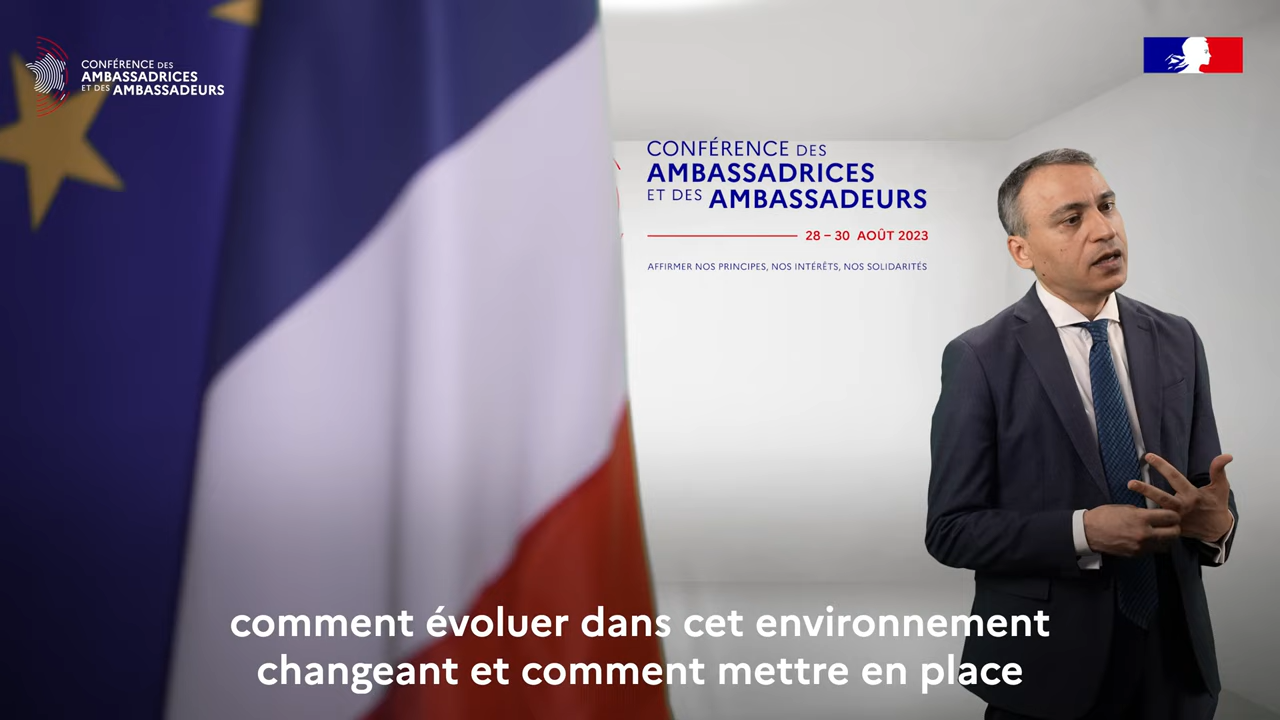 CONFÉRENCE DES
AMBASSADRICES
ET DES AMBASSADEURS
CONFÉRENCE DES
AMBASSADRICES
ET DES AMBASSADEURS
28 – 30 AOÛT 2023
AFFIRMER NOS PRINCIPES, NOS INTÉRÊTS, NOS SOLIDARITÉS
comment évoluer dans cet environnement
changeant et comment mettre en place